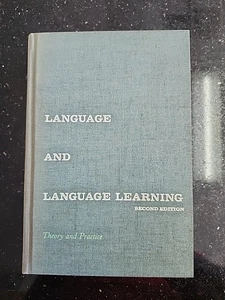 LANGUAGE
AND
LANGUAGE LEARNING
SECOND EDITION
Theory and Practice